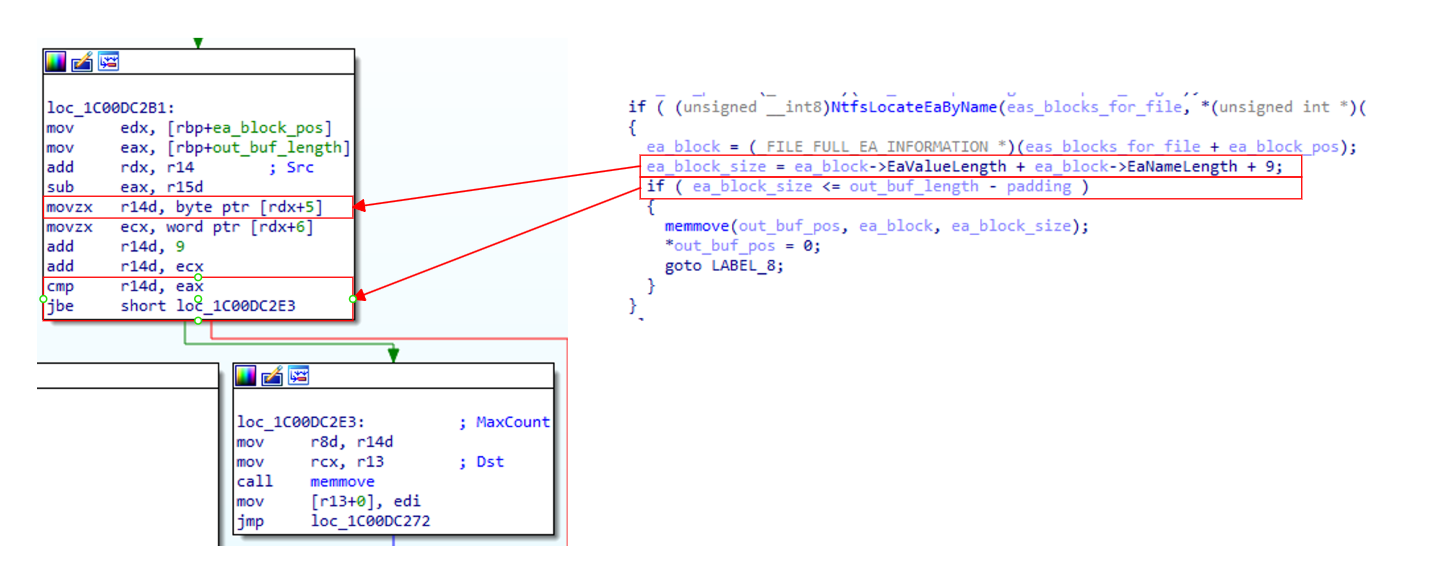 loc_1C00DC2B1:
mov edx, [rbp+ea_block_pos]
mov eax, [rbp+out_buf_length]
add rdx, r14 ; Src
sub eax, r15d
movzx r14d, byte ptr [rdx+5]
movzx ecx, word ptr [rdx+6]
add r14d, 9
add r14d, ecx
cmp r14d, eax
jbe short loc_1C00DC2E3
loc_1C00DC2E3: ; MaxCount
mov r8d, r14d
mov rcx, r13 ; Dst
call memmove
mov [r13+0], edi
jmp loc_1C00DC272
if ( (unsigned __int8)NtfsLocateEaByName(eas_blocks_for_file, *(unsigned int *)(
{
ea_block = (_FILE_FULL_EA_INFORMATION *)(eas_blocks_for_file + ea_block_pos);
ea_block_size = ea_block->EaValueLength + ea_block->EaNameLength + 9;
if ( ea_block_size <= out_buf_length - padding )
{
memmove(out_buf_pos, ea_block, ea_block_size);
*out_buf_pos = 0;
goto LABEL_8;
}
}